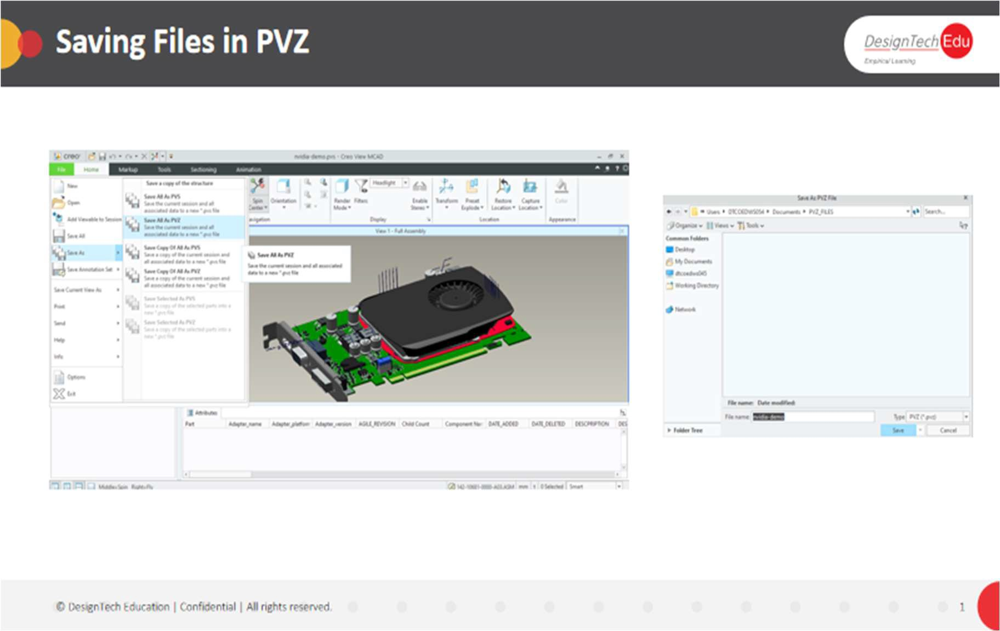 Saving Files in PVZ
DesignTech Edu
Empirical Learning
creo
nvidia-demo.pvs - Creo View MCAD
File Home Markup Tools Sectioning Animation
New
Open
Add Viewable to Session
Save All
Save As
Save Annotation Set
Save Current View As
Print
Send
Help
Info
Options
Exit
Save a copy of the structure
Save All As PVS
Save the current session and all
associated data to a new *.pvs file
Save All As PVZ
Save the current session and all
associated data to a new *.pvz file
Save Copy Of All As PVS
Save a copy of the current session and
all associated data to a new *.pvs file
Save Copy Of All As PVZ
Save a copy of the current session and
all associated data to a new *.pvz file
Save Selected As PVS
Save a copy of the selected parts into a
new *.pvs file
Save Selected As PVZ
Save a copy of the selected parts into a
new *.pvz file
Save All As PVZ
Save the current session and all associated
data to a new *.pvz file
Spin
Center
Orientation
Render
Mode
Filters
Headlight
Enable
Stereo
Transform
Preset
Explode
Restore
Location
Capture
Location
Color
avigation
Display
Location
Appearance
View 1 - Full Assembly
Attributes
Part Adapter_name Adapter_platform Adapter_version AGILE_REVISION Child Count Component Nar DATE_ADDED DATE_DELETED DESCPRIPTION DES
Middle=Spin Right=Fly
142-10601-0000-A03.ASM mm 0 Selected Smart
Save As PVZ File
Users DTCOEDWS054 Documents PVZ_FILES Search...
Organize Views Tools
Common Folders
Desktop
My Documents
dtcoedws045
Working Directory
Network
Folder Tree
File name: Date modified:
File name: nvidia-demo Type PVZ (*.pvz)
Save Cancel
© DesignTech Education | Confidential | All rights reserved.
1